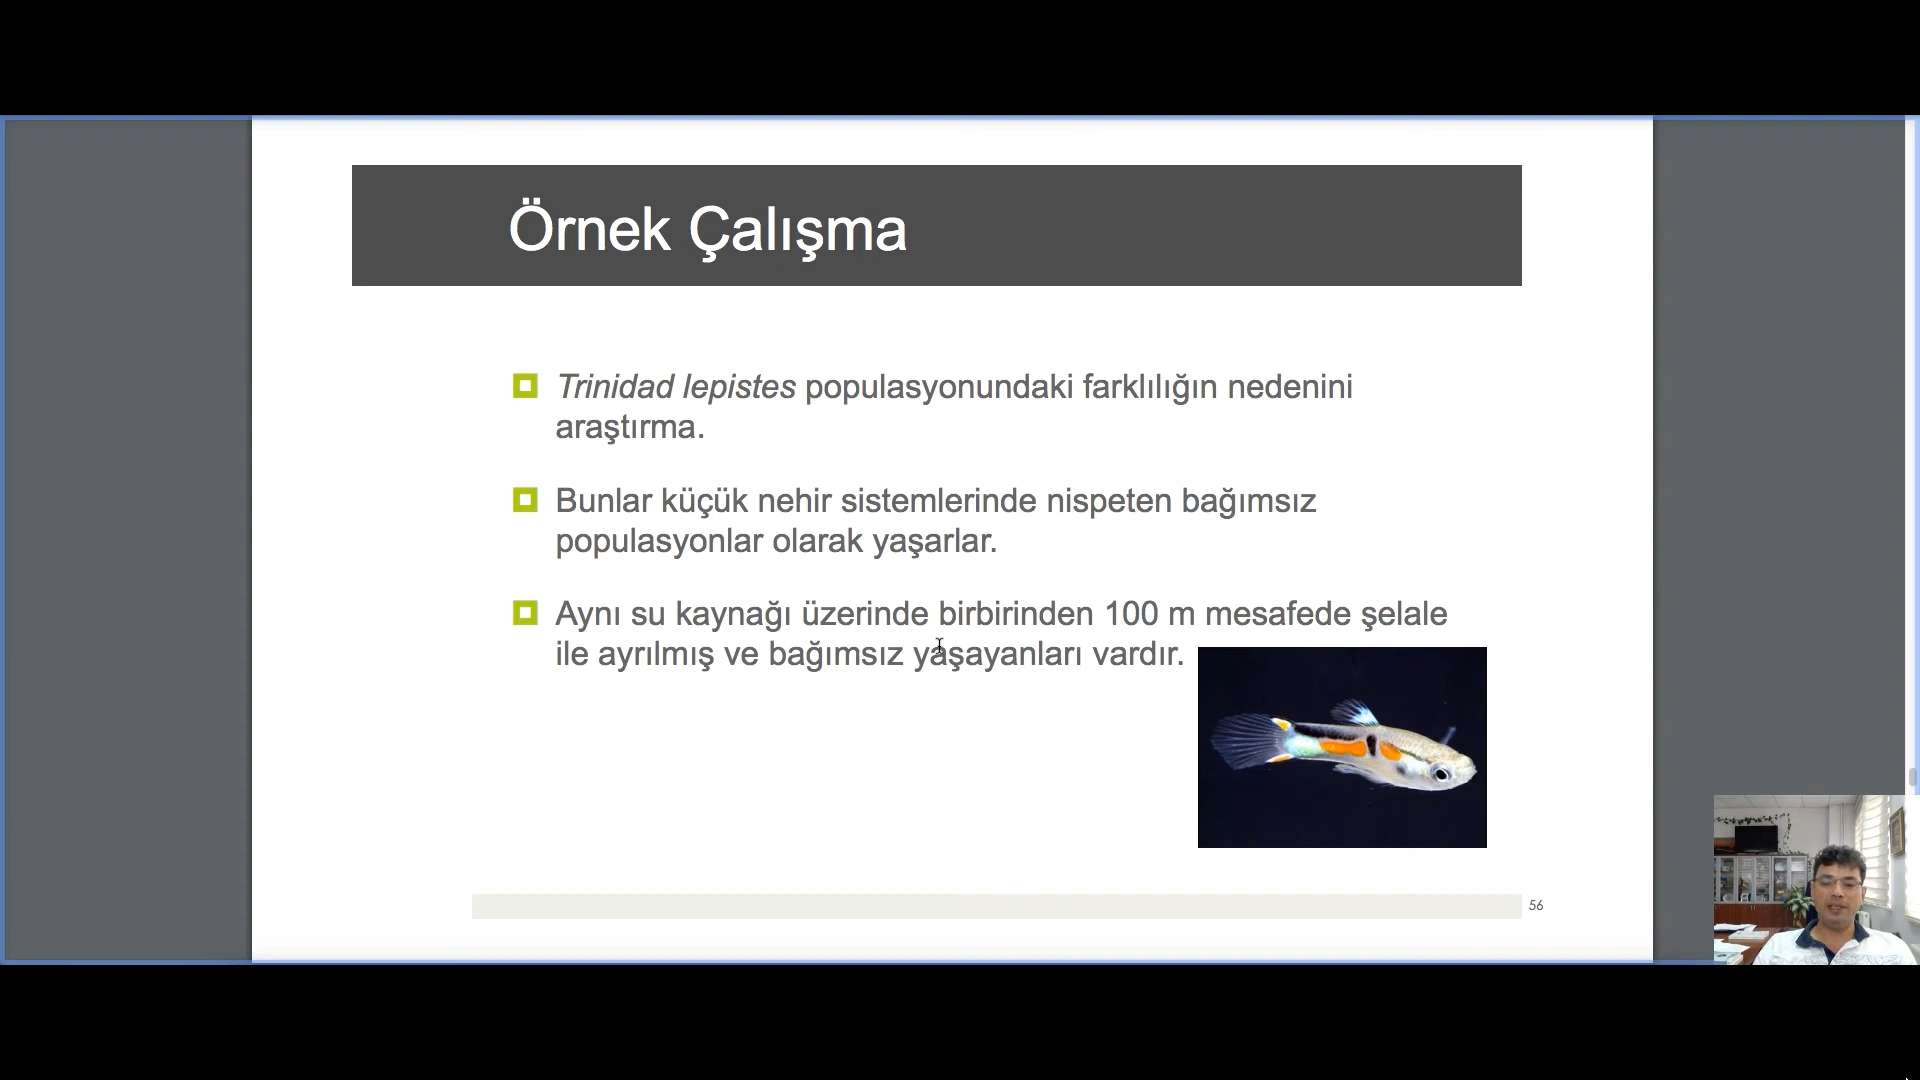 Örnek Çalışma
Trinidad lepistes populasyonundaki farklılığın nedenini
araştırma.
Bunlar küçük nehir sistemlerinde nispeten bağımsız
populasyonlar olarak yaşarlar.
Aynı su kaynağı üzerinde birbirinden 100 m mesafede şelale
ile ayrılmış ve bağımsız yaşayanları vardır.
56